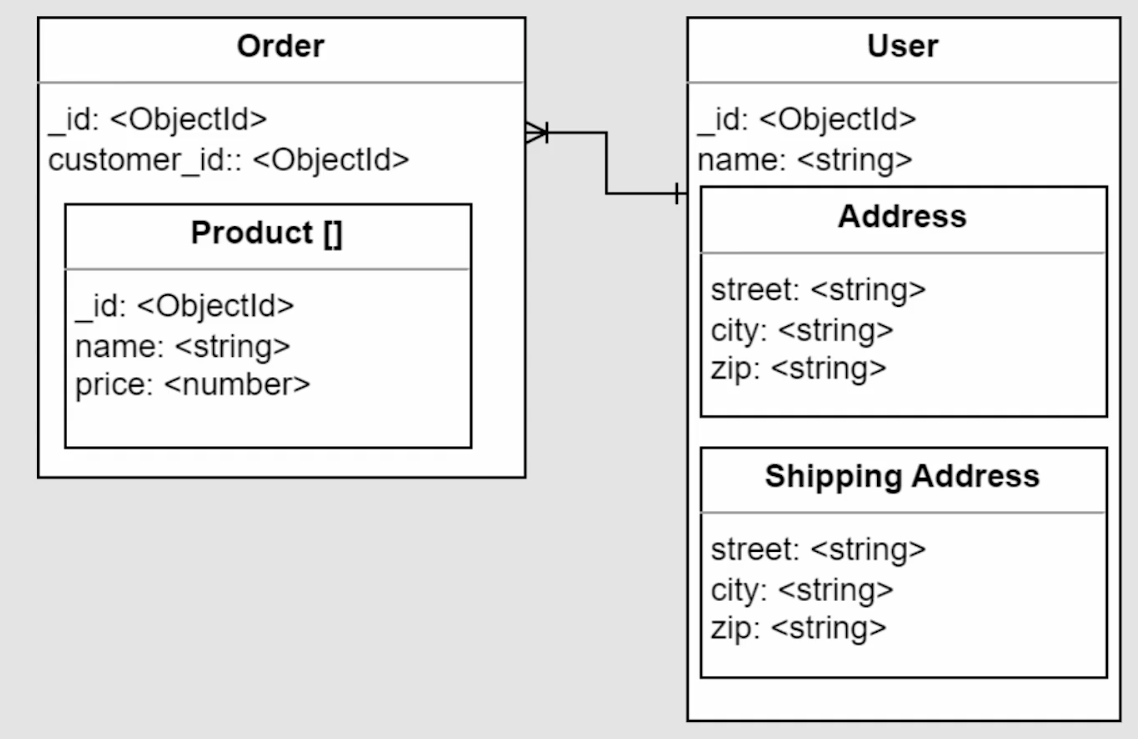 Order
_id: <ObjectId>
customer_id:: <ObjectId>
Product []
_id: <ObjectId>
name: <string>
price: <number>
User
_id: <ObjectId>
name: <string>
Address
street: <string>
city: <string>
zip: <string>
Shipping Address
street: <string>
city: <string>
zip: <string>